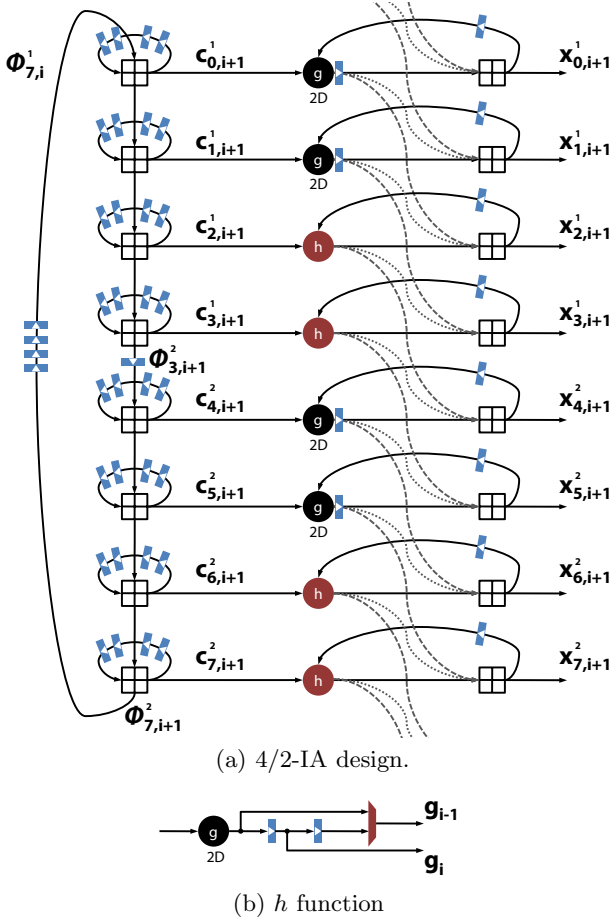 Φ¹7,i c¹0,i+1 g 2D x¹0,i+1
c¹1,i+1 g 2D x¹1,i+1
c¹2,i+1 h x¹2,i+1
c¹3,i+1 h x¹3,i+1
Φ²3,i+1
c²4,i+1 g 2D x²4,i+1
c²5,i+1 g 2D x²5,i+1
c²6,i+1 h x²6,i+1
c²7,i+1 h x²7,i+1
Φ²7,i+1
(a) 4/2-IA design.
g 2D gi-1
gi
(b) h function